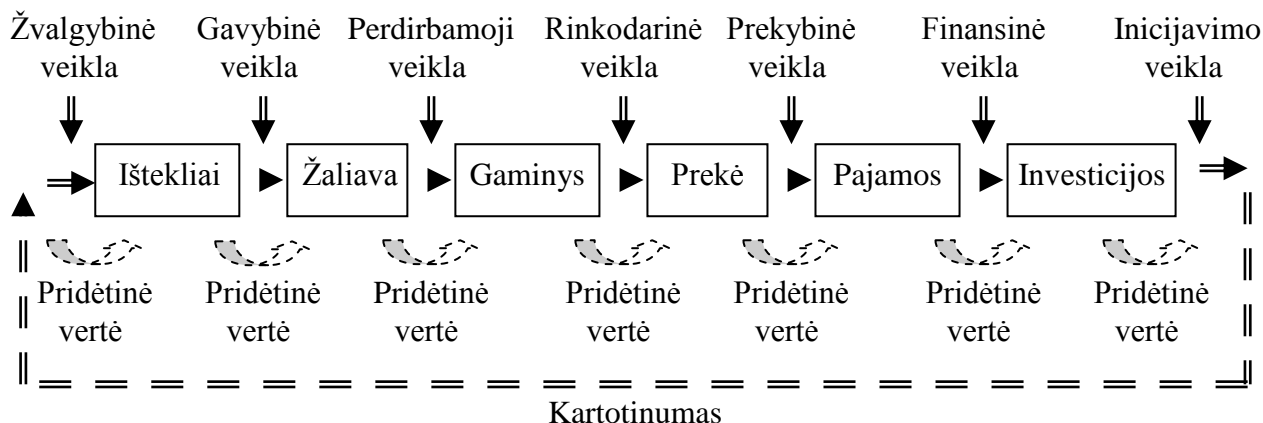 Žvalgybinė Gavybinė Perdirbamoji Rinkodarinė Prekybinė Finansinė Inicijavimo
veikla veikla veikla veikla veikla veikla veikla
Ištekliai Žaliava Gaminys Prekė Pajamos Investicijos
Pridėtinė Pridėtinė Pridėtinė Pridėtinė Pridėtinė Pridėtinė Pridėtinė
vertė vertė vertė vertė vertė vertė vertė
Kartotinumas